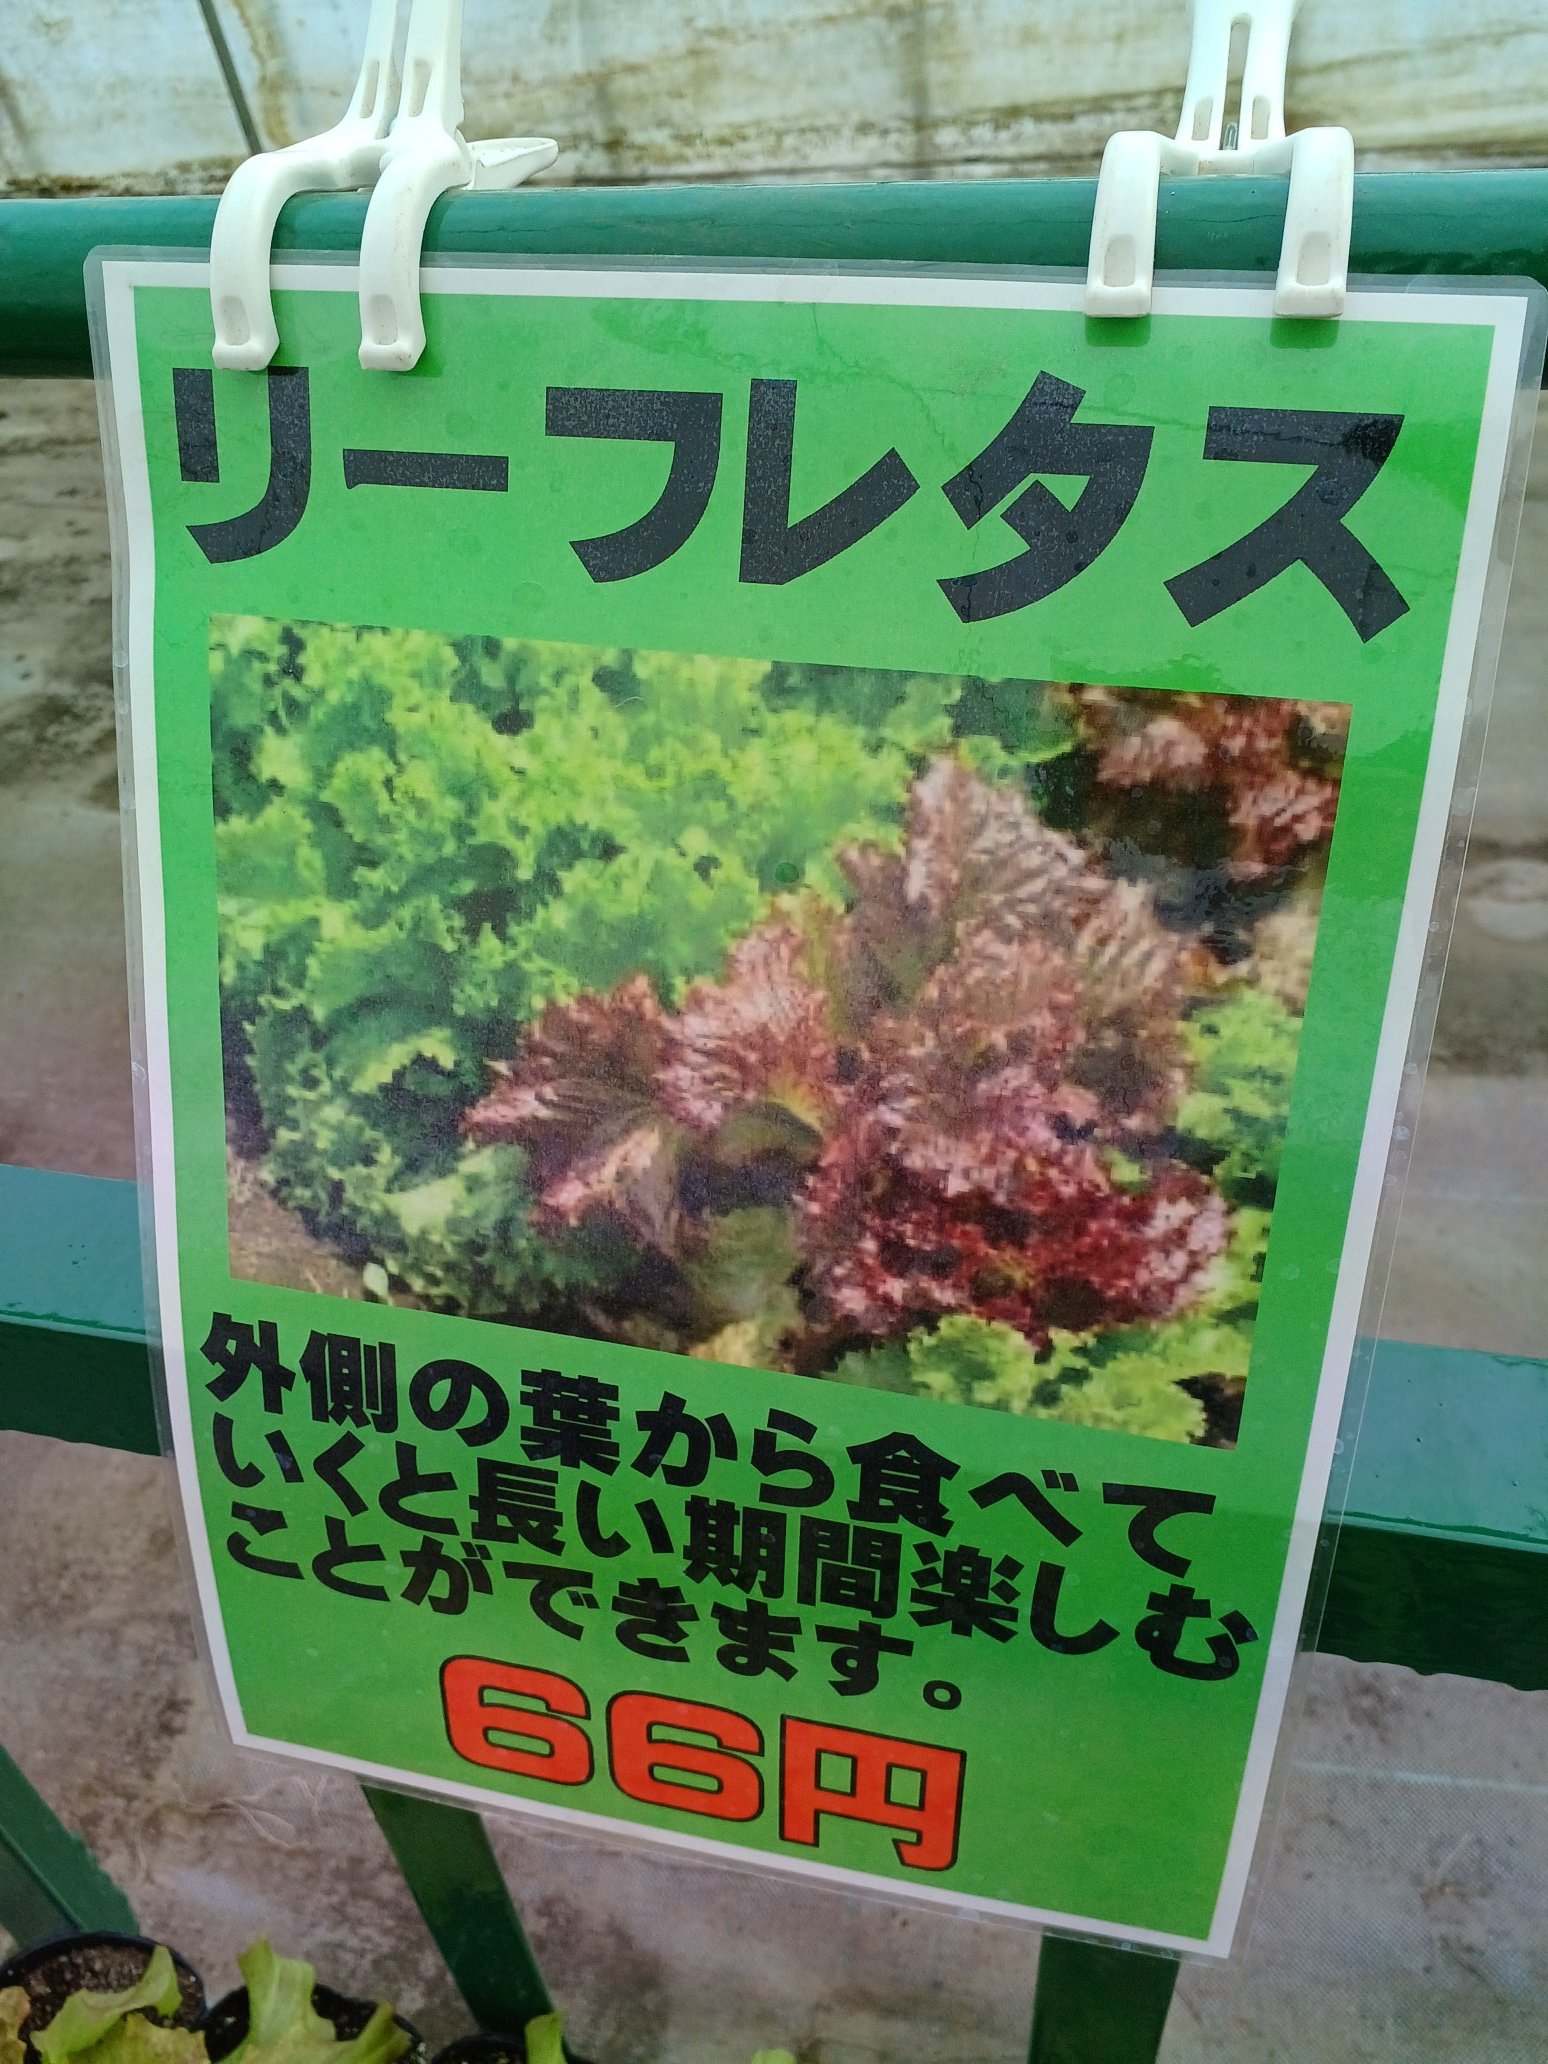 リーフレタス
外側の葉から食べて
いくと長い期間楽しむ
ことができます。
66円